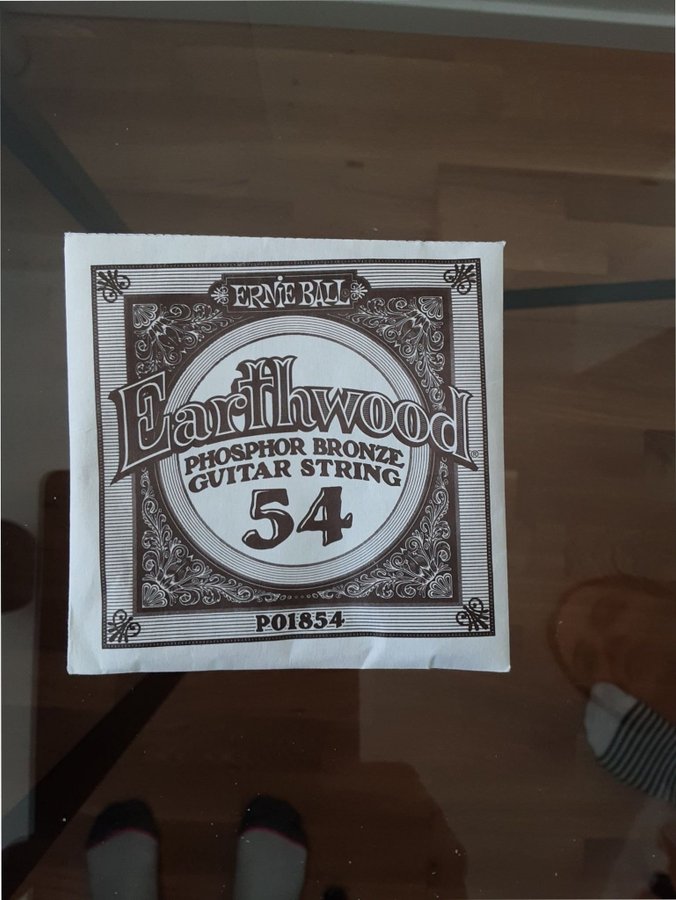 ERNIE BALL
Earthwood®
PHOSPHOR BRONZE
GUITAR STRING
54
P01854